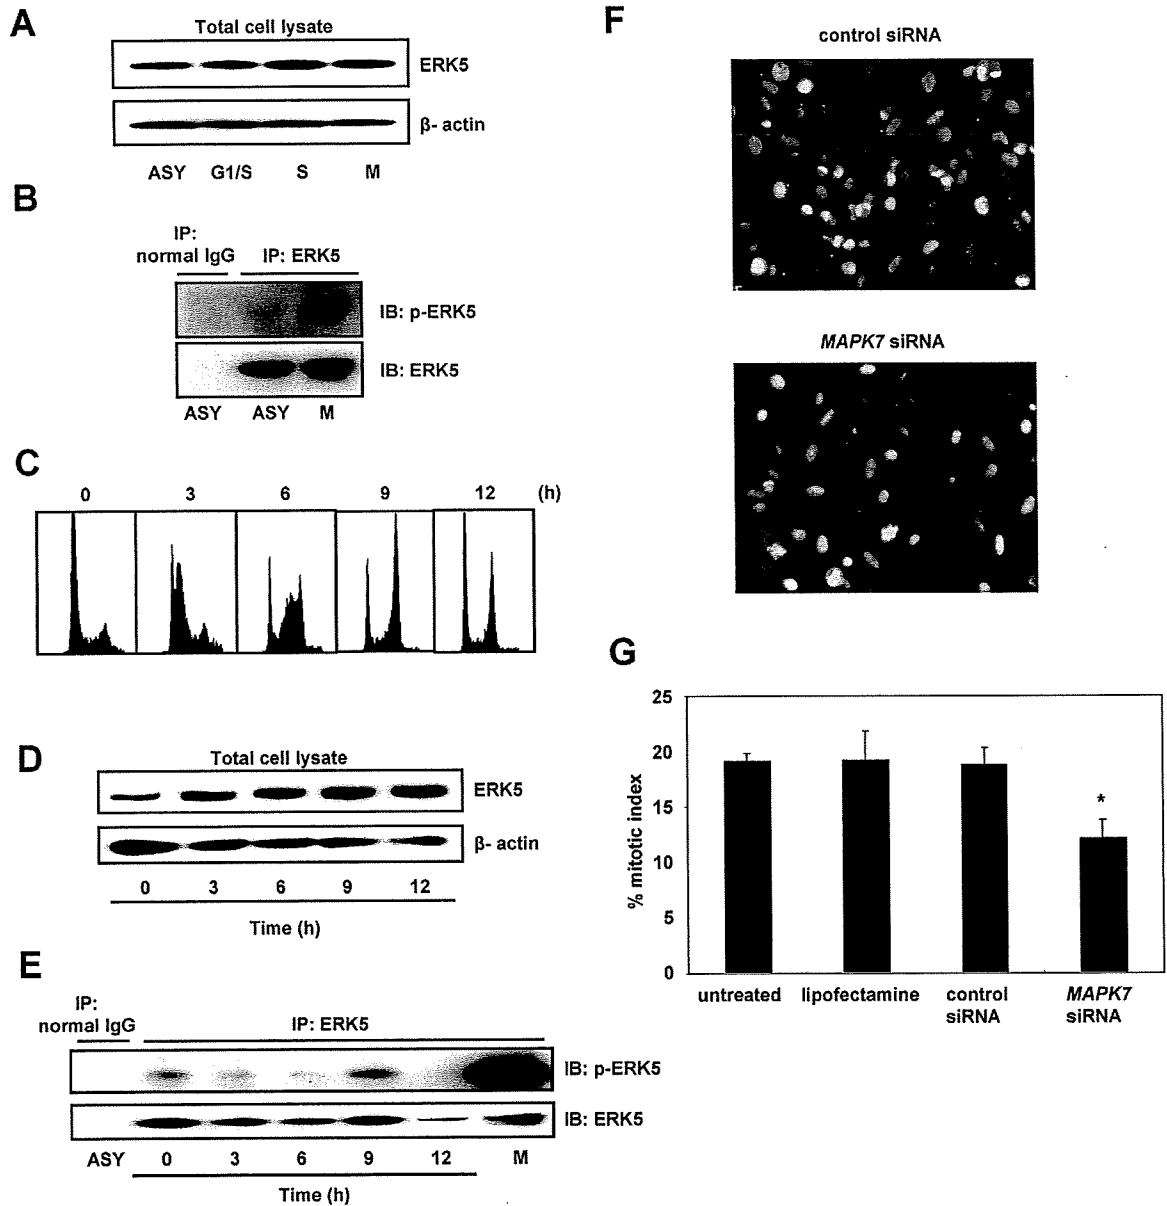 A
Total cell lysate
ERK5
β- actin
ASY G1/S S M
B
IP:
normal IgG IP: ERK5
IB: p-ERK5
IB: ERK5
ASY ASY M
C
0 3 6 9 12 (h)
D
Total cell lysate
ERK5
β- actin
0 3 6 9 12
Time (h)
E
IP:
normal IgG IP: ERK5
IB: p-ERK5
IB: ERK5
ASY 0 3 6 9 12 M
Time (h)
F
control siRNA
MAPK7 siRNA
G
% mitotic index
25
20
15
10
5
0
*
untreated lipofectamine control siRNA MAPK7 siRNA